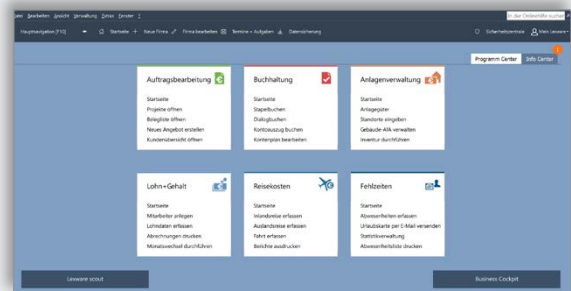 Datei Bearbeiten Ansicht Verwaltung Extras Fenster ?
In der Onlinehilfe suchen
Hauptnavigation [F10] Startseite Neue Firma Firma bearbeiten Termine + Aufgaben Datensicherung Sicherheitszentrale Mein Lexware
Programm Center Info Center
Auftragsbearbeitung
Startseite
Projekte öffnen
Belegliste öffnen
Neues Angebot erstellen
Kundenübersicht öffnen
Buchhaltung
Startseite
Stapelbuchen
Dialogbuchen
Kontoauszug buchen
Kontenplan bearbeiten
Anlagenverwaltung
Startseite
Anlagegüter
Standorte eingeben
Gebäude-AfA verwalten
Inventur durchführen
Lohn+Gehalt
Startseite
Mitarbeiter anlegen
Lohndaten erfassen
Abrechnungen drucken
Monatswechsel durchführen
Reisekosten
Startseite
Inlandsreise erfassen
Auslandsreise erfassen
Fahrt erfassen
Berichte ausdrucken
Fehlzeiten
Startseite
Abwesenheiten erfassen
Urlaubskarte per E-Mail versenden
Statistikverwaltung
Abwesenheitsliste drucken
Lexware scout
Business Cockpit